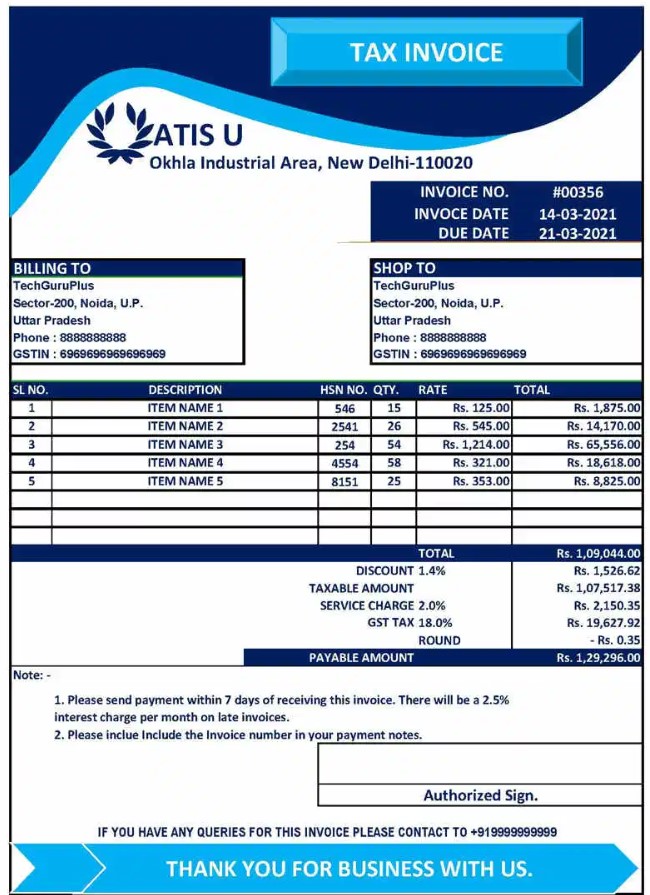 TAX INVOICE
ATIS U
Okhla Industrial Area, New Delhi-110020
INVOICE NO. #00356
INVOCE DATE 14-03-2021
DUE DATE 21-03-2021
BILLING TO
TechGuruPlus
Sector-200, Noida, U.P.
Uttar Pradesh
Phone : 8888888888
GSTIN : 6969696969696969
SHOP TO
TechGuruPlus
Sector-200, Noida, U.P.
Uttar Pradesh
Phone : 8888888888
GSTIN : 6969696969696969
SL NO. DESCRIPTION HSN NO. QTY. RATE TOTAL
1 ITEM NAME 1 546 15 Rs. 125.00 Rs. 1,875.00
2 ITEM NAME 2 2541 26 Rs. 545.00 Rs. 14,170.00
3 ITEM NAME 3 254 54 Rs. 1,214.00 Rs. 65,556.00
4 ITEM NAME 4 4554 58 Rs. 321.00 Rs. 18,618.00
5 ITEM NAME 5 8151 25 Rs. 353.00 Rs. 8,825.00
TOTAL Rs. 1,09,044.00
DISCOUNT 1.4% Rs. 1,526.62
TAXABLE AMOUNT Rs. 1,07,517.38
SERVICE CHARGE 2.0% Rs. 2,150.35
GST TAX 18.0% Rs. 19,627.92
ROUND - Rs. 0.35
PAYABLE AMOUNT Rs. 1,29,296.00
Note: -
1. Please send payment within 7 days of receiving this invoice. There will be a 2.5%
interest charge per month on late invoices.
2. Please inclue Include the Invoice number in your payment notes.
Authorized Sign.
IF YOU HAVE ANY QUERIES FOR THIS INVOICE PLEASE CONTACT TO +919999999999
THANK YOU FOR BUSINESS WITH US.